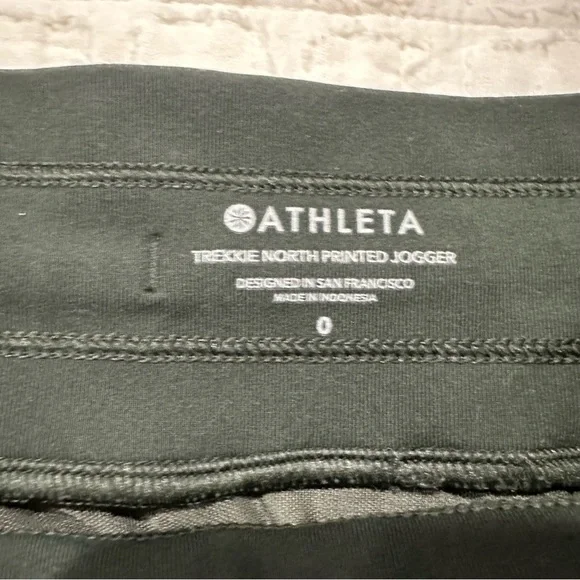 ATHLETA
TREKKIE NORTH PRINTED JOGGER
DESIGNED IN SAN FRANCISCO
MADE IN INDONESIA
0